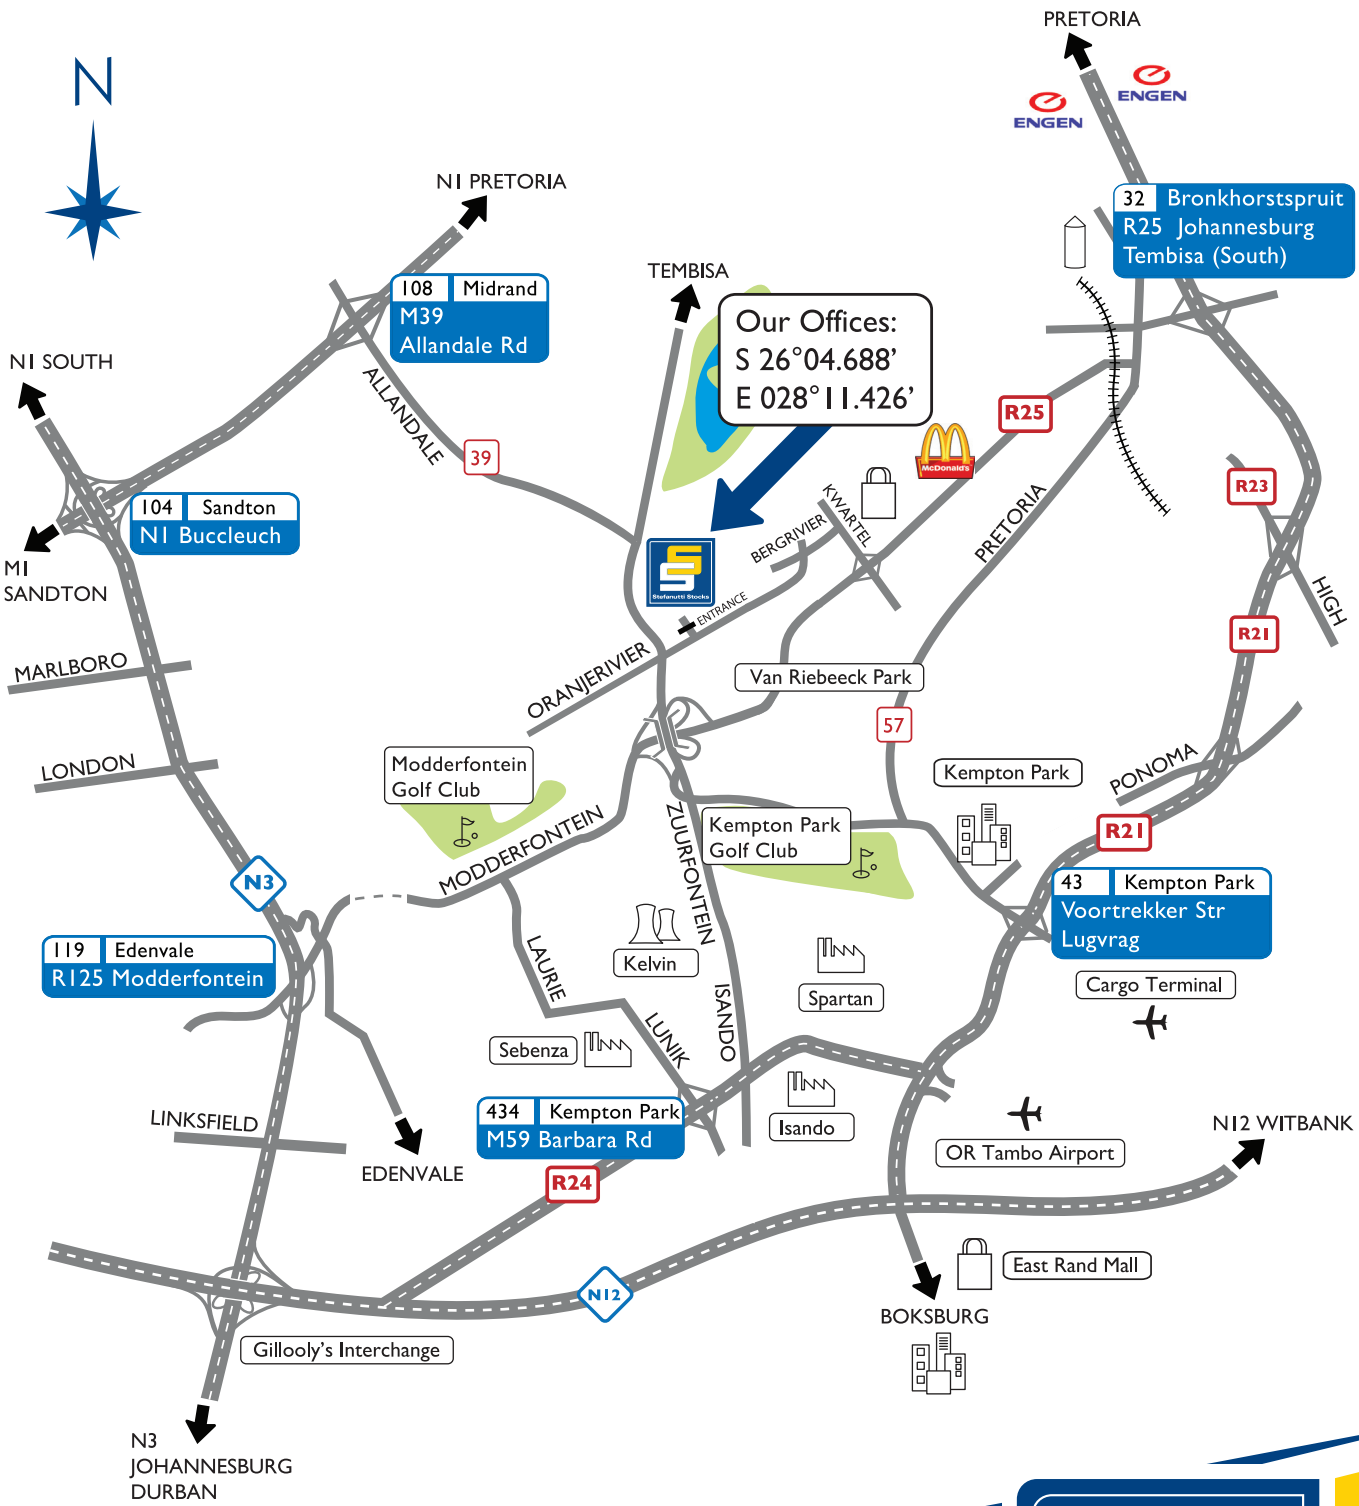 PRETORIA
ENGEN
ENGEN
N
N1 PRETORIA
32 Bronkhorstspruit
R25 Johannesburg
Tembisa (South)
TEMBISA
108 Midrand
M39
Allandale Rd
Our Offices:
S 26°04.688’
E 028°11.426’
N1 SOUTH
ALLANDALE
39
R25
McDonald's
R23
104 Sandton
N1 Buccleuch
KWARTEL
BERGRIVIER
PRETORIA
M1
SANDTON
Stefanutti Stocks
ENTRANCE
HIGH
R21
MARLBORO
ORANJERIVIER
Van Riebeeck Park
57
LONDON
Modderfontein
Golf Club
Kempton Park
PONOMA
ZUURFONTEIN
Kempton Park
Golf Club
R21
MODDERFONTEIN
N3
43 Kempton Park
Voortrekker Str
Lugvrag
119 Edenvale
R125 Modderfontein
LAURIE
Kelvin
Spartan
Cargo Terminal
ISANDO
LUNIK
Sebenza
434 Kempton Park
M59 Barbara Rd
Isando
LINKSFIELD
N12 WITBANK
OR Tambo Airport
EDENVALE
R24
East Rand Mall
N12
BOKSBURG
Gillooly's Interchange
N3
JOHANNESBURG
DURBAN